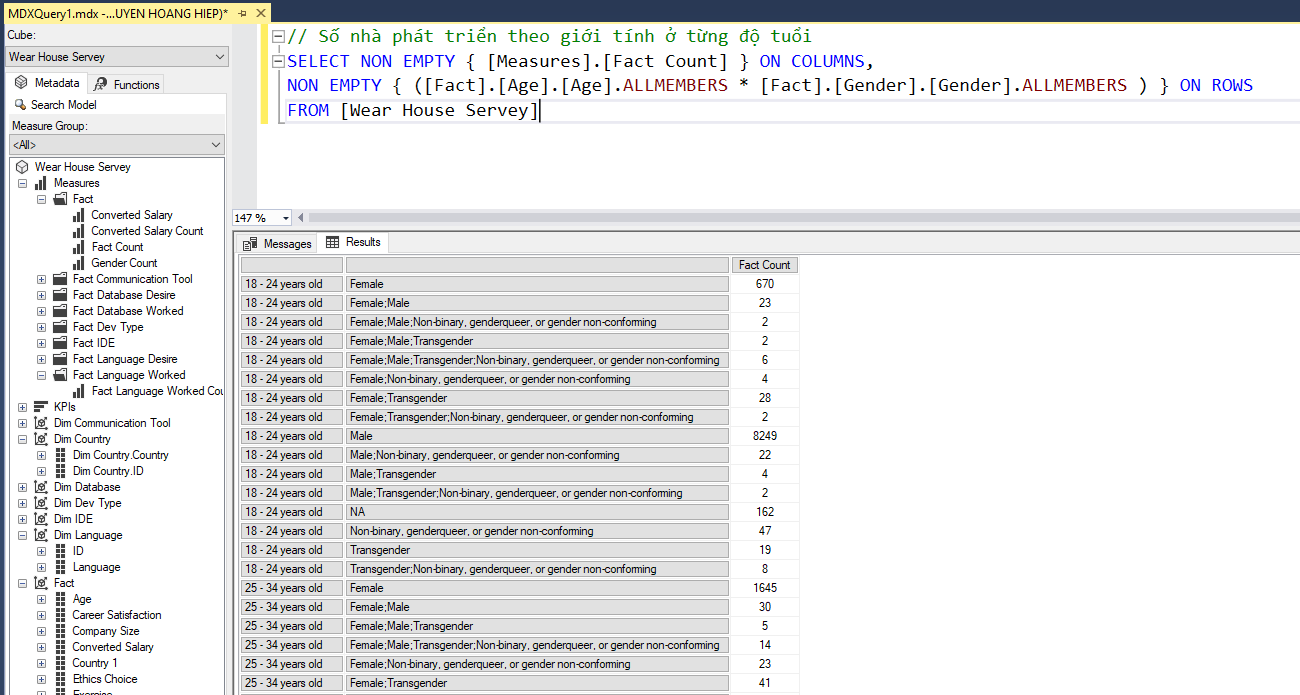 MDXQuery1.mdx -...UYEN HOANG HIEP)*
Cube:
Wear House Servey
Metadata
Functions
Search Model
Measure Group:
<All>
Wear House Servey
Measures
Fact
Converted Salary
Converted Salary Count
Fact Count
Gender Count
Fact Communication Tool
Fact Database Desire
Fact Database Worked
Fact Dev Type
Fact IDE
Fact Language Desire
Fact Language Worked
Fact Language Worked Cou
KPIs
Dim Communication Tool
Dim Country
Dim Country.Country
Dim Country.ID
Dim Database
Dim Dev Type
Dim IDE
Dim Language
ID
Language
Fact
Age
Career Satisfaction
Company Size
Converted Salary
Country 1
Ethics Choice
Exercise
// Số nhà phát triển theo giới tính ở từng độ tuổi
SELECT NON EMPTY { [Measures].[Fact Count] } ON COLUMNS,
NON EMPTY { ([Fact].[Age].[Age].ALLMEMBERS * [Fact].[Gender].[Gender].ALLMEMBERS ) } ON ROWS
FROM [Wear House Servey]
147 %
Messages
Results
Fact Count
18 - 24 years old Female 670
18 - 24 years old Female;Male 23
18 - 24 years old Female;Male;Non-binary, genderqueer, or gender non-conforming 2
18 - 24 years old Female;Male;Transgender 2
18 - 24 years old Female;Male;Transgender;Non-binary, genderqueer, or gender non-conforming 6
18 - 24 years old Female;Non-binary, genderqueer, or gender non-conforming 4
18 - 24 years old Female;Transgender 28
18 - 24 years old Female;Transgender;Non-binary, genderqueer, or gender non-conforming 2
18 - 24 years old Male 8249
18 - 24 years old Male;Non-binary, genderqueer, or gender non-conforming 22
18 - 24 years old Male;Transgender 4
18 - 24 years old Male;Transgender;Non-binary, genderqueer, or gender non-conforming 2
18 - 24 years old NA 162
18 - 24 years old Non-binary, genderqueer, or gender non-conforming 47
18 - 24 years old Transgender 19
18 - 24 years old Transgender;Non-binary, genderqueer, or gender non-conforming 8
25 - 34 years old Female 1645
25 - 34 years old Female;Male 30
25 - 34 years old Female;Male;Transgender 5
25 - 34 years old Female;Male;Transgender;Non-binary, genderqueer, or gender non-conforming 14
25 - 34 years old Female;Non-binary, genderqueer, or gender non-conforming 23
25 - 34 years old Female;Transgender 41